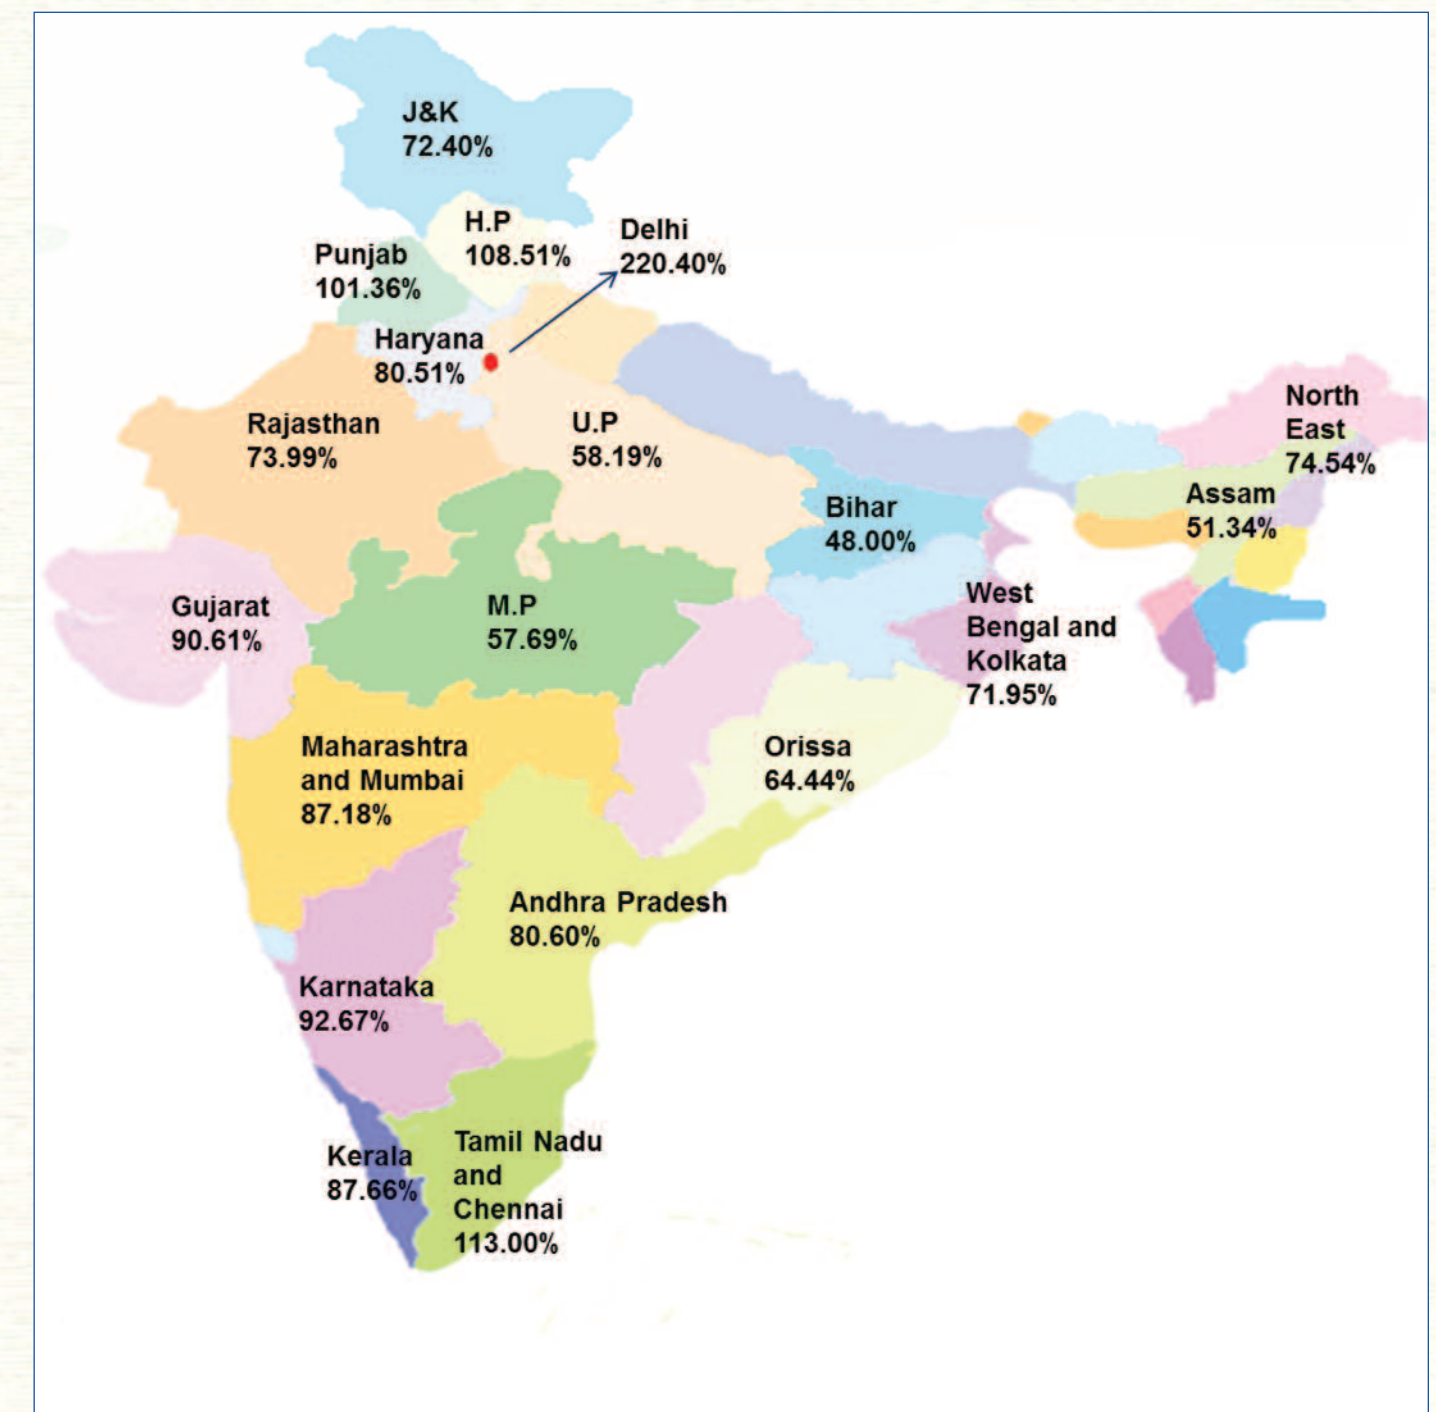 J&K
72.40%
H.P
108.51%
Delhi
220.40%
Punjab
101.36%
Haryana
80.51%
Rajasthan
73.99%
U.P
58.19%
North
East
74.54%
Bihar
48.00%
Assam
51.34%
Gujarat
90.61%
M.P
57.69%
West
Bengal and
Kolkata
71.95%
Maharashtra
and Mumbai
87.18%
Orissa
64.44%
Andhra Pradesh
80.60%
Karnataka
92.67%
Kerala
87.66%
Tamil Nadu
and
Chennai
113.00%